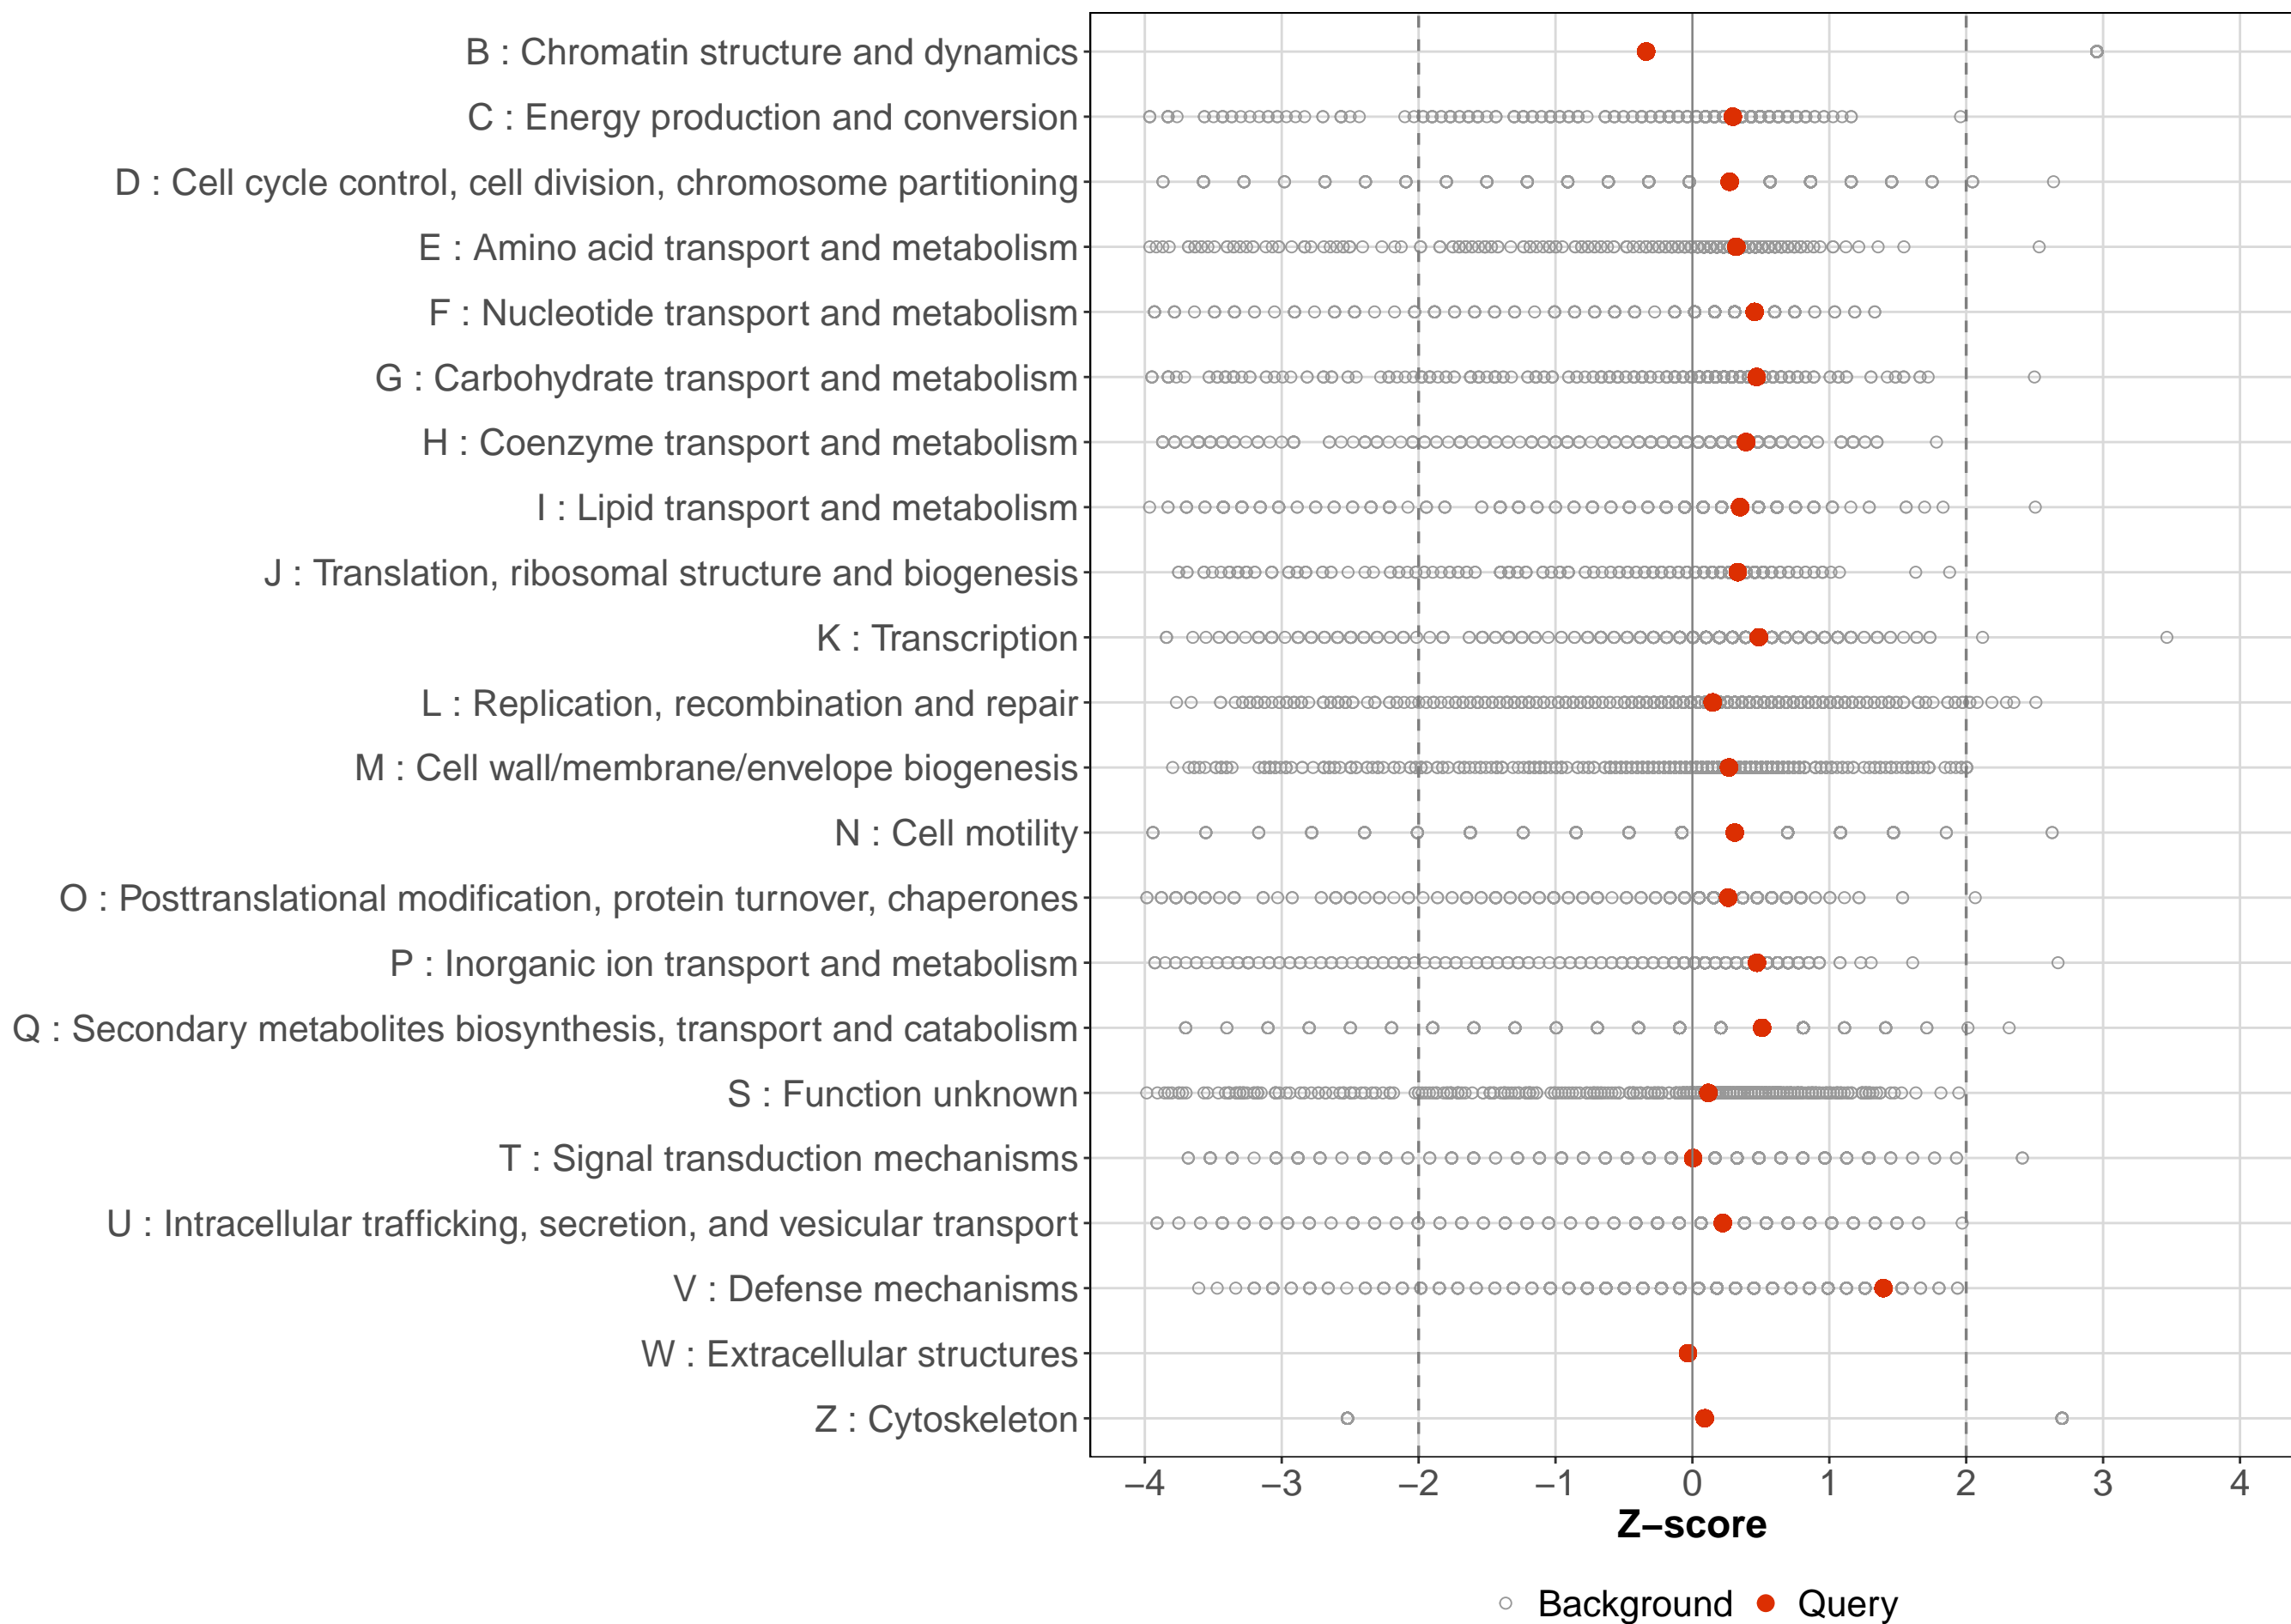 B : Chromatin structure and dynamics
C : Energy production and conversion
D : Cell cycle control, cell division, chromosome partitioning
E : Amino acid transport and metabolism
F : Nucleotide transport and metabolism
G : Carbohydrate transport and metabolism
H : Coenzyme transport and metabolism
I : Lipid transport and metabolism
J : Translation, ribosomal structure and biogenesis
K : Transcription
L : Replication, recombination and repair
M : Cell wall/membrane/envelope biogenesis
N : Cell motility
O : Posttranslational modification, protein turnover, chaperones
P : Inorganic ion transport and metabolism
Q : Secondary metabolites biosynthesis, transport and catabolism
S : Function unknown
T : Signal transduction mechanisms
U : Intracellular trafficking, secretion, and vesicular transport
V : Defense mechanisms
W : Extracellular structures
Z : Cytoskeleton
−4 −3 −2 −1 0 1 2 3 4
Z−score
Background Query